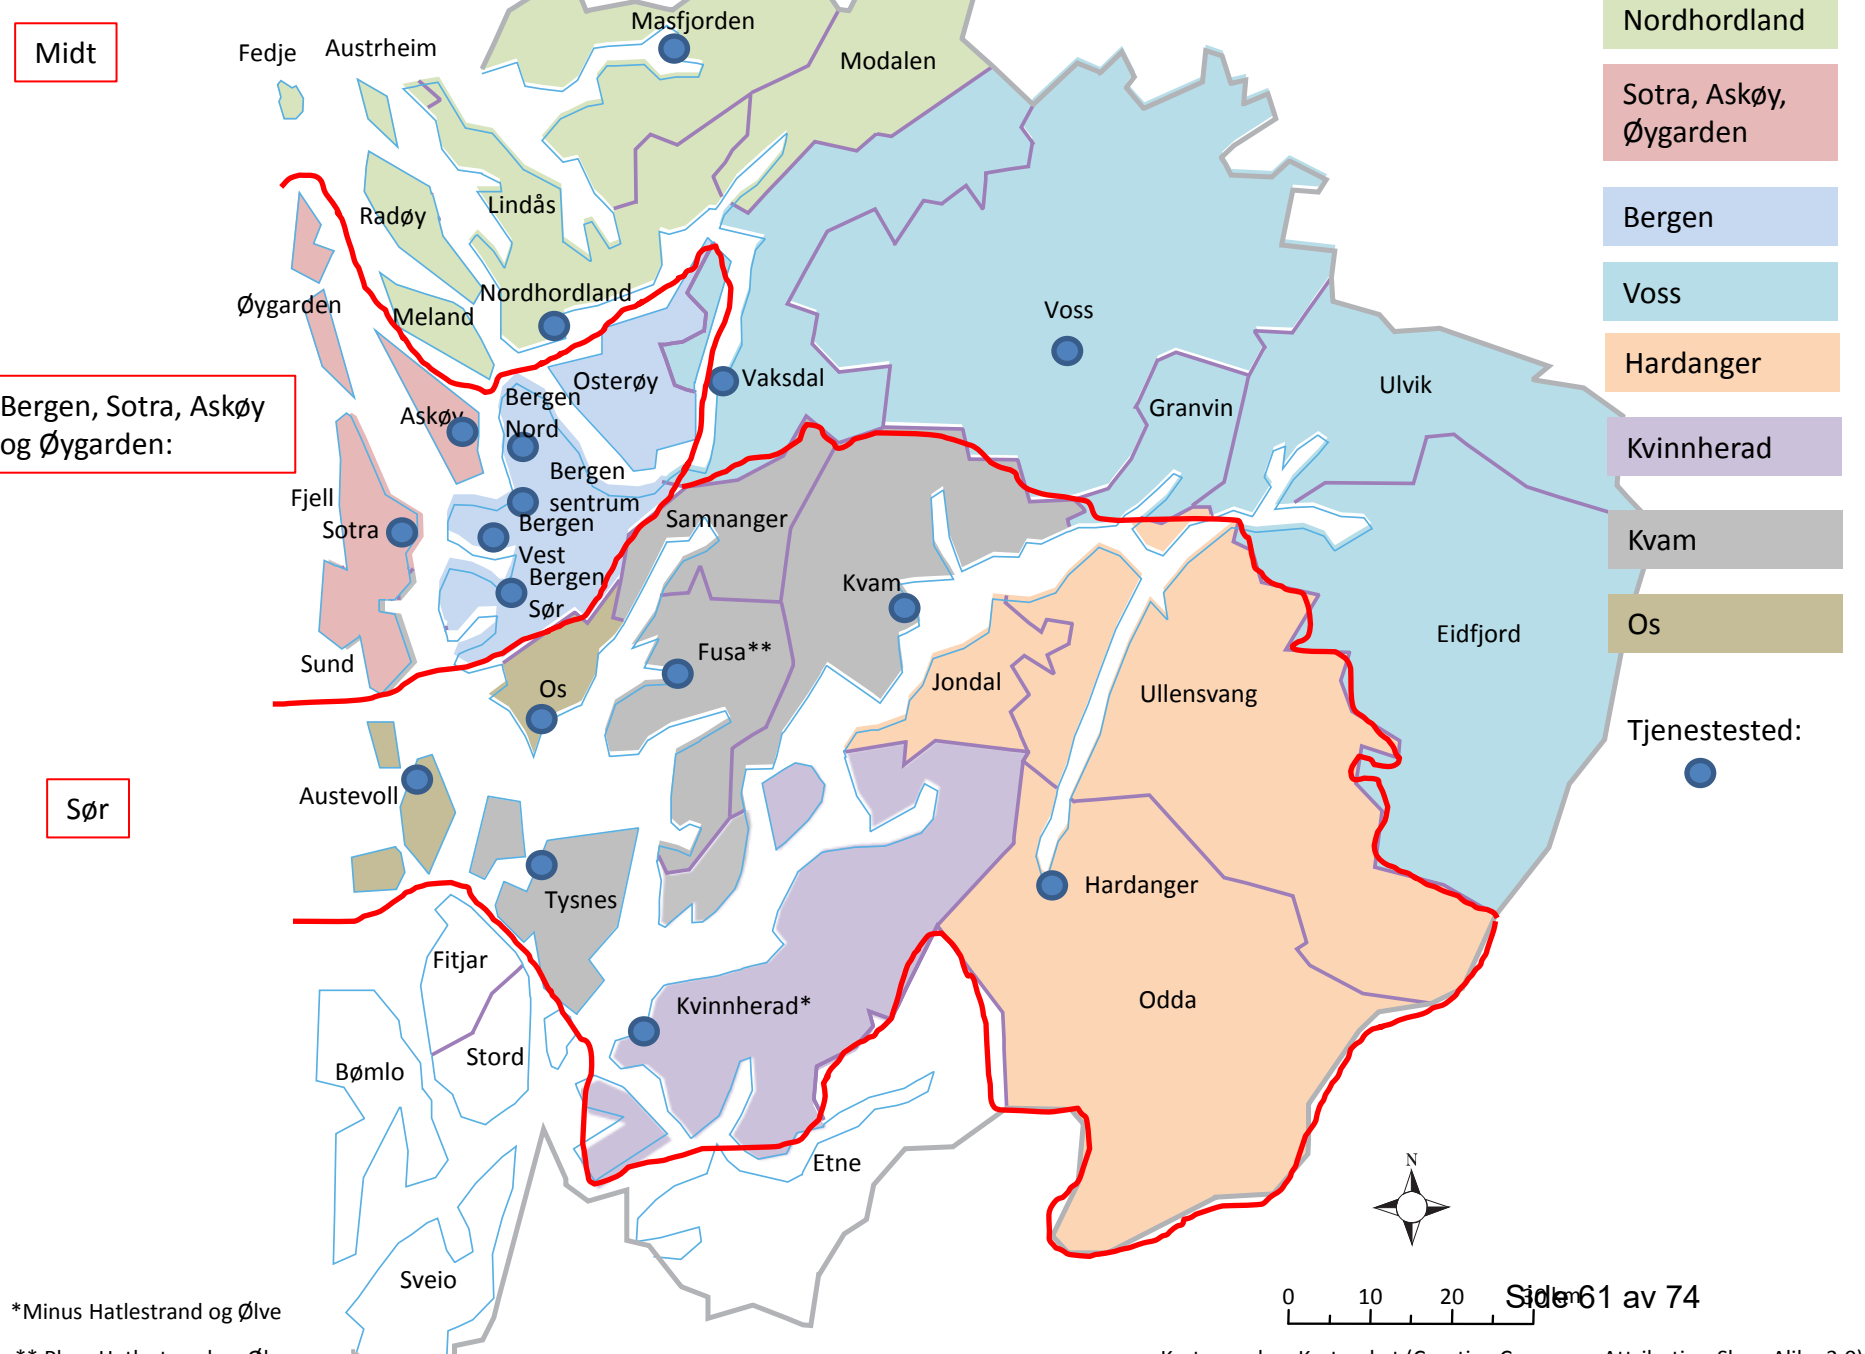 Midt
Fedje
Austrheim
Masfjorden
Modalen
Nordhordland
Sotra, Askøy,
Øygarden
Bergen
Voss
Hardanger
Kvinnherad
Kvam
Os
Tjenestested:
Radøy
Lindås
Øygarden
Meland
Nordhordland
Voss
Bergen, Sotra, Askøy
og Øygarden:
Askøy
Bergen
Nord
Osterøy
Vaksdal
Granvin
Ulvik
Bergen
sentrum
Fjell
Sotra
Bergen
Vest
Samnanger
Bergen
Sør
Kvam
Eidfjord
Sund
Os
Fusa**
Jondal
Ullensvang
Sør
Austevoll
Tysnes
Hardanger
Fitjar
Stord
Bømlo
Kvinnherad*
Odda
Etne
Sveio
N
*Minus Hatlestrand og Ølve
0 10 20 30 km
Side 61 av 74